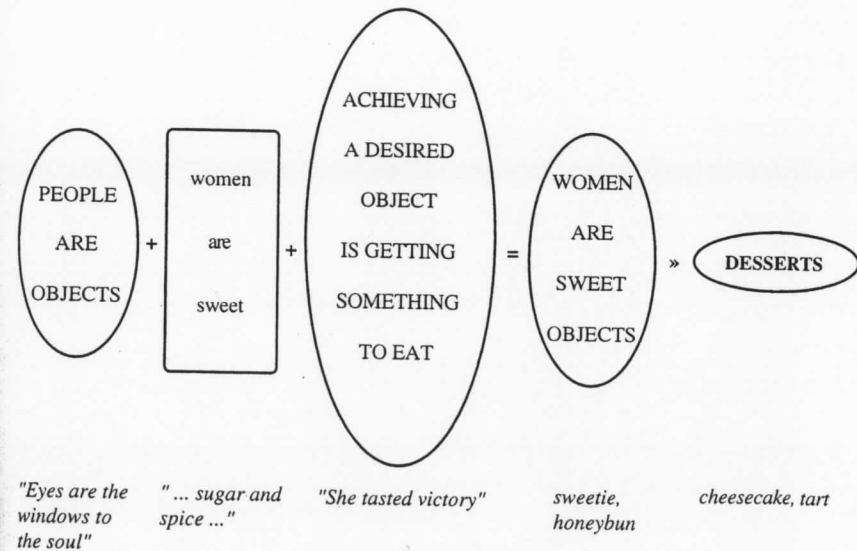 PEOPLE
ARE
OBJECTS
+
women
are
sweet
+
ACHIEVING
A DESIRED
OBJECT
IS GETTING
SOMETHING
TO EAT
=
WOMEN
ARE
SWEET
OBJECTS
»
DESSERTS
"Eyes are the
windows to
the soul"
" ... sugar and
spice ..."
"She tasted victory"
sweetie,
honeybun
cheesecake, tart